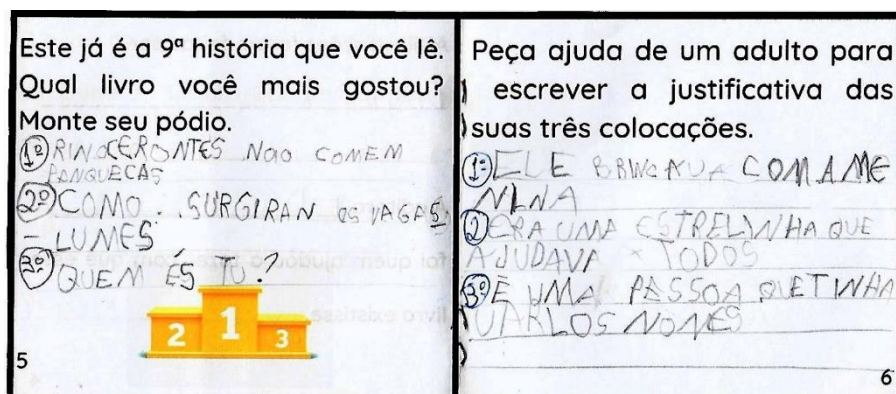 Este já é a 9ª história que você lê.
Qual livro você mais gostou?
Monte seu pódio.
1º RINOCERONTES NÃO COMEM
PANQUECAS
2º COMO . . SURGIRAN OS VAGAS
- LUMES
3º QUEM ÉS TU?
2 1 3
5
Peça ajuda de um adulto para
escrever a justificativa das
suas três colocações.
1º ELE BRINCAVA COM A ME
NINA
2) ERA UMA ESTRELINHA QUE
AJUDAVA TODOS
3º E UMA PESSOA QUE TINHA
VARLOS NOMES
6